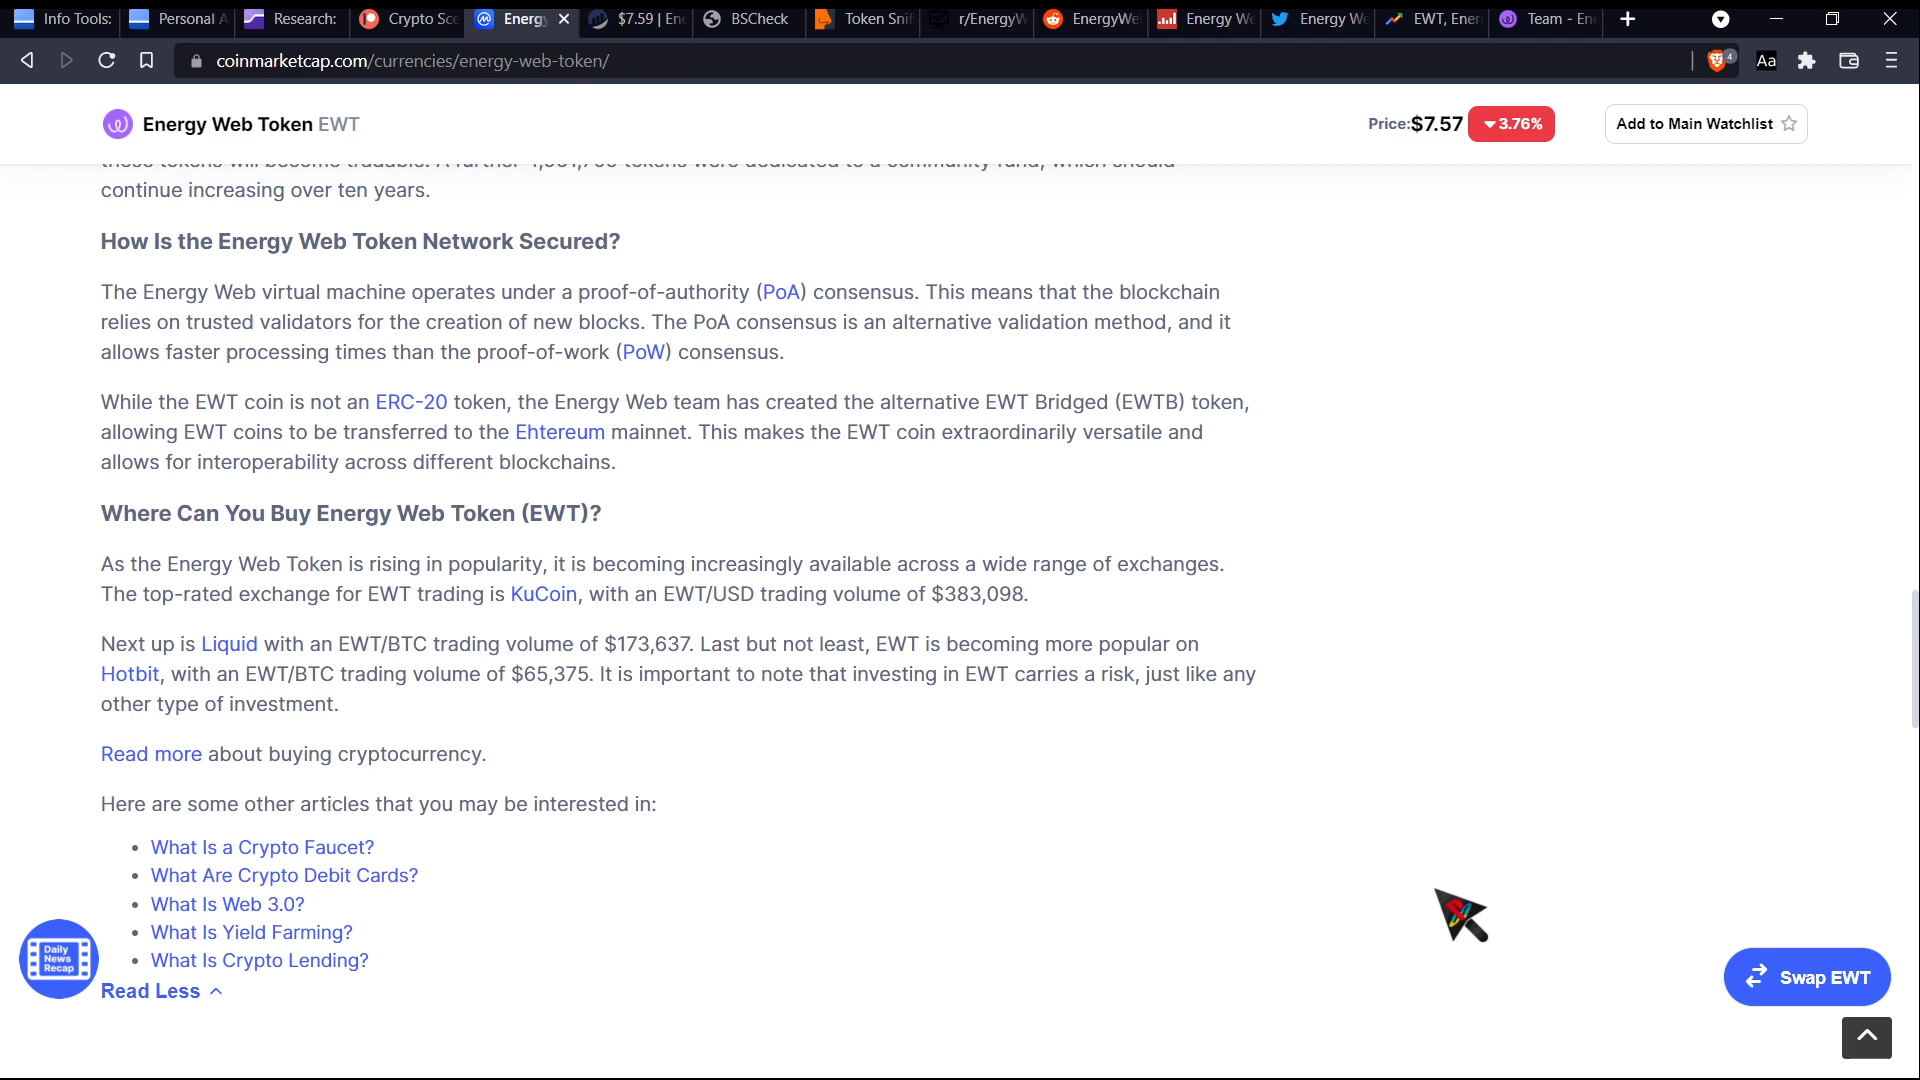 Info Tools: Personal A Research: Crypto Sce Energy $7.59 | En BSCheck Token Snif r/EnergyW EnergyWe Energy We Energy We EWT, Ener Team - En
coinmarketcap.com/currencies/energy-web-token/ 4 Aa
Energy Web Token EWT Price:$7.57 3.76% Add to Main Watchlist
continue increasing over ten years.
How Is the Energy Web Token Network Secured?
The Energy Web virtual machine operates under a proof-of-authority (PoA) consensus. This means that the blockchain
relies on trusted validators for the creation of new blocks. The PoA consensus is an alternative validation method, and it
allows faster processing times than the proof-of-work (PoW) consensus.
While the EWT coin is not an ERC-20 token, the Energy Web team has created the alternative EWT Bridged (EWTB) token,
allowing EWT coins to be transferred to the Ehtereum mainnet. This makes the EWT coin extraordinarily versatile and
allows for interoperability across different blockchains.
Where Can You Buy Energy Web Token (EWT)?
As the Energy Web Token is rising in popularity, it is becoming increasingly available across a wide range of exchanges.
The top-rated exchange for EWT trading is KuCoin, with an EWT/USD trading volume of $383,098.
Next up is Liquid with an EWT/BTC trading volume of $173,637. Last but not least, EWT is becoming more popular on
Hotbit, with an EWT/BTC trading volume of $65,375. It is important to note that investing in EWT carries a risk, just like any
other type of investment.
Read more about buying cryptocurrency.
Here are some other articles that you may be interested in:
• What Is a Crypto Faucet?
• What Are Crypto Debit Cards?
• What Is Web 3.0?
• What Is Yield Farming?
• What Is Crypto Lending?
Daily
News
Recap
Read Less
Swap EWT